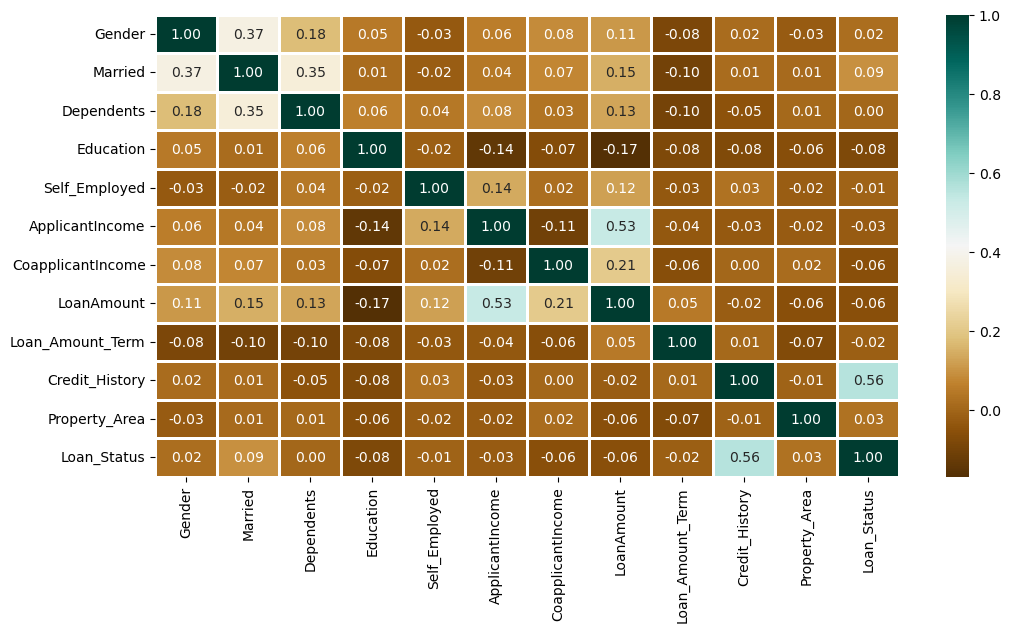 Gender 1.00 0.37 0.18 0.05 -0.03 0.06 0.08 0.11 -0.08 0.02 -0.03 0.02
Married 0.37 1.00 0.35 0.01 -0.02 0.04 0.07 0.15 -0.10 0.01 0.01 0.09
Dependents 0.18 0.35 1.00 0.06 0.04 0.08 0.03 0.13 -0.10 -0.05 0.01 0.00
Education 0.05 0.01 0.06 1.00 -0.02 -0.14 -0.07 -0.17 -0.08 -0.08 -0.06 -0.08
Self_Employed -0.03 -0.02 0.04 -0.02 1.00 0.14 0.02 0.12 -0.03 0.03 -0.02 -0.01
ApplicantIncome 0.06 0.04 0.08 -0.14 0.14 1.00 -0.11 0.53 -0.04 -0.03 -0.02 -0.03
CoapplicantIncome 0.08 0.07 0.03 -0.07 0.02 -0.11 1.00 0.21 -0.06 0.00 0.02 -0.06
LoanAmount 0.11 0.15 0.13 -0.17 0.12 0.53 0.21 1.00 0.05 -0.02 -0.06 -0.06
Loan_Amount_Term -0.08 -0.10 -0.10 -0.08 -0.03 -0.04 -0.06 0.05 1.00 0.01 -0.07 -0.02
Credit_History 0.02 0.01 -0.05 -0.08 0.03 -0.03 0.00 -0.02 0.01 1.00 -0.01 0.56
Property_Area -0.03 0.01 0.01 -0.06 -0.02 -0.02 0.02 -0.06 -0.07 -0.01 1.00 0.03
Loan_Status 0.02 0.09 0.00 -0.08 -0.01 -0.03 -0.06 -0.06 -0.02 0.56 0.03 1.00
Gender
Married
Dependents
Education
Self_Employed
ApplicantIncome
CoapplicantIncome
LoanAmount
Loan_Amount_Term
Credit_History
Property_Area
Loan_Status
1.0
0.8
0.6
0.4
0.2
0.0